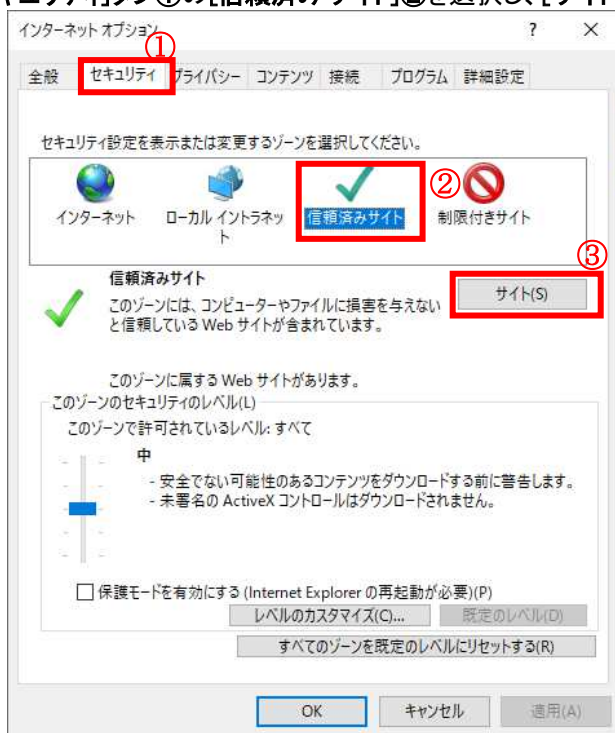 インターネット オプション ? ×
①
全般 セキュリティ プライバシー コンテンツ 接続 プログラム 詳細設定
セキュリティ設定を表示または変更するゾーンを選択してください。
②
インターネット ローカル イントラネット 信頼済みサイト 制限付きサイト
③
信頼済みサイト
サイト(S)
このゾーンには、コンピューターやファイルに損害を与えない
と信頼している Web サイトが含まれています。
このゾーンに属する Web サイトがあります。
このゾーンのセキュリティのレベル(L)
このゾーンで許可されているレベル: すべて
中
- 安全でない可能性のあるコンテンツをダウンロードする前に警告します。
- 未署名の ActiveX コントロールはダウンロードされません。
保護モードを有効にする (Internet Explorer の再起動が必要)(P)
レベルのカスタマイズ(C)... 既定のレベル(D)
すべてのゾーンを既定のレベルにリセットする(R)
OK キャンセル 適用(A)